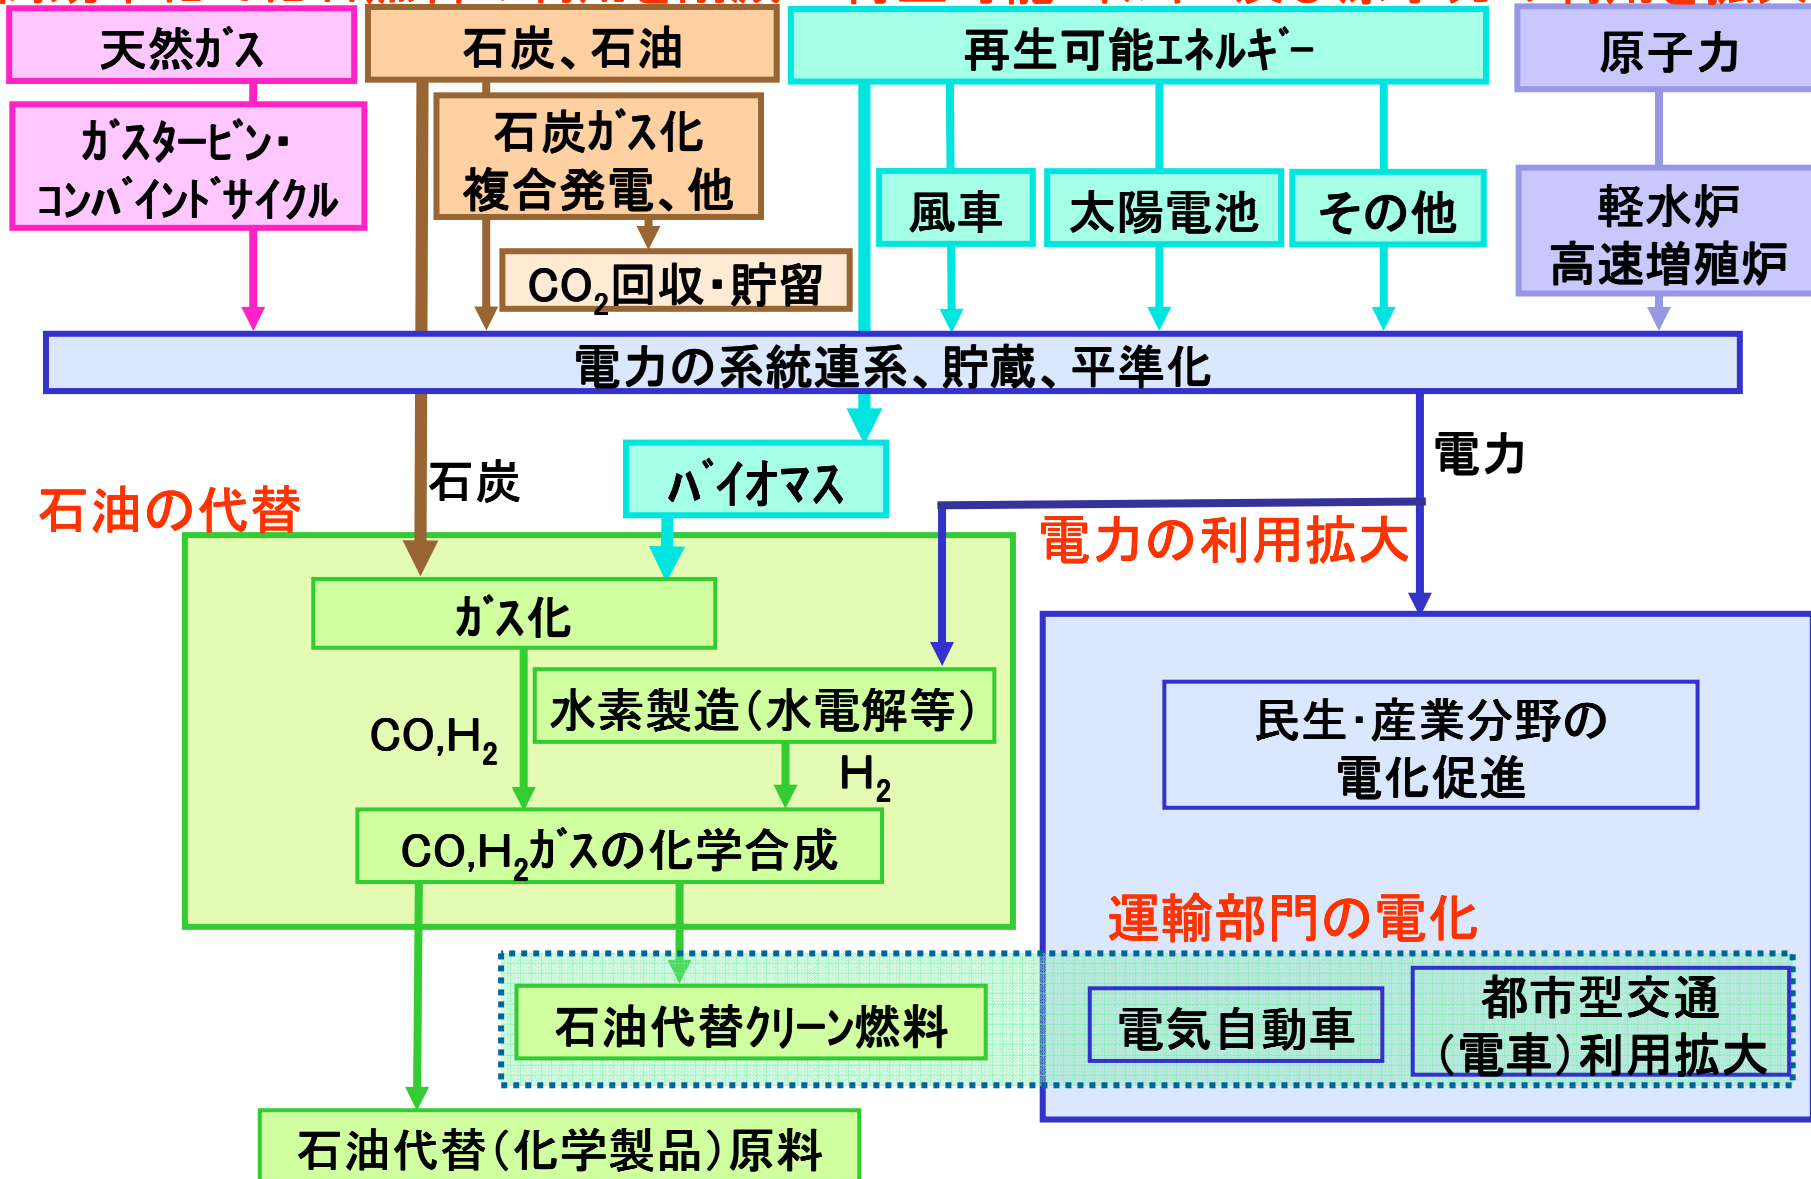 天然ガス
石炭、石油
再生可能エネルギー
原子力
ガスタービン・
コンバインドサイクル
石炭ガス化
複合発電、他
風車
太陽電池
その他
軽水炉
高速増殖炉
CO₂回収・貯留
電力の系統連系、貯蔵、平準化
電力
石炭
バイオマス
石油の代替
電力の利用拡大
ガス化
水素製造(水電解等)
CO,H₂
H₂
民生・産業分野の
電化促進
CO,H₂ガスの化学合成
運輸部門の電化
石油代替クリーン燃料
電気自動車
都市型交通
(電車)利用拡大
石油代替(化学製品)原料